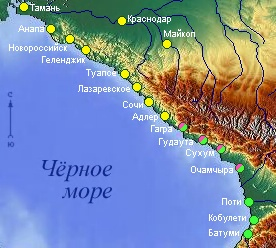 Тамань
Краснодар
Анапа
Майкоп
Новороссийск
Геленджик
Туапсе
Лазаревское
Сочи
Адлер
Гагра
Гудаута
Сухум
Очамчыра
Чёрное
море
Поти
Кобулети
Батуми
с
ю